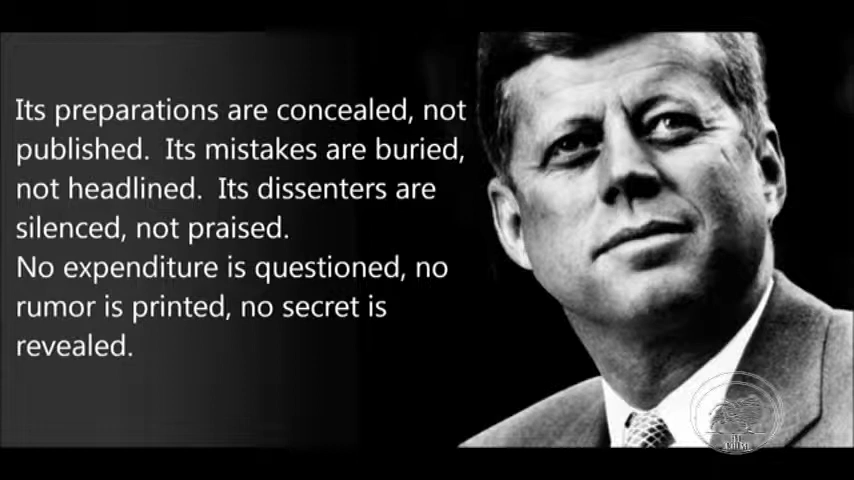 Its preparations are concealed, not
published.  Its mistakes are buried,
not headlined.  Its dissenters are
silenced, not praised.
No expenditure is questioned, no
rumor is printed, no secret is
revealed.